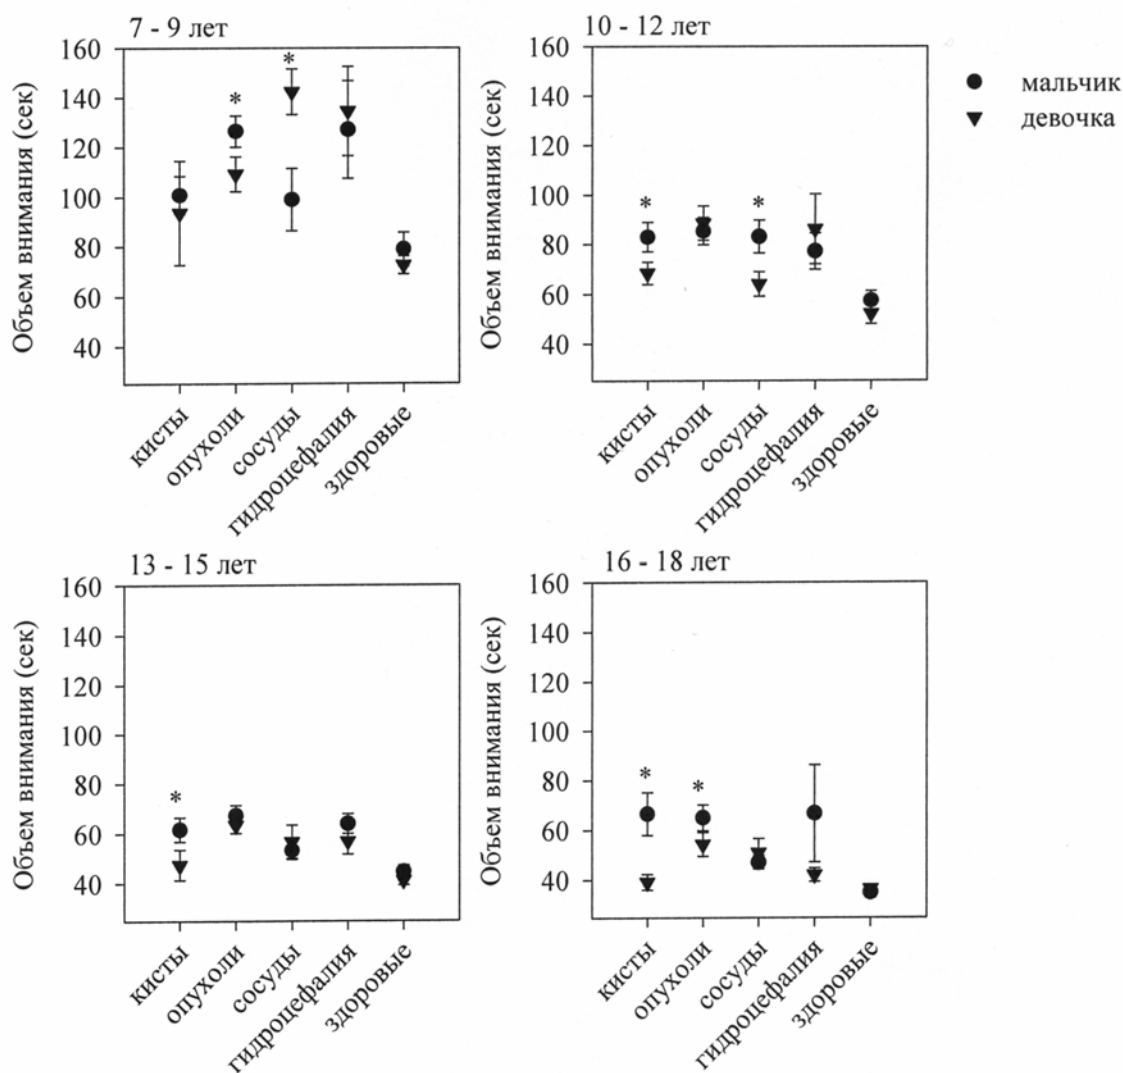 7 - 9 лет
160
140
120
100
80
60
40
Объем внимания (сек)
*
*
кисты
опухоли
сосуды
гидроцефалия
здоровые
10 - 12 лет
160
140
120
100
80
60
40
Объем внимания (сек)
*
*
кисты
опухоли
сосуды
гидроцефалия
здоровые
мальчик
девочка
13 - 15 лет
160
140
120
100
80
60
40
Объем внимания (сек)
*
кисты
опухоли
сосуды
гидроцефалия
здоровые
16 - 18 лет
160
140
120
100
80
60
40
Объем внимания (сек)
*
*
кисты
опухоли
сосуды
гидроцефалия
здоровые